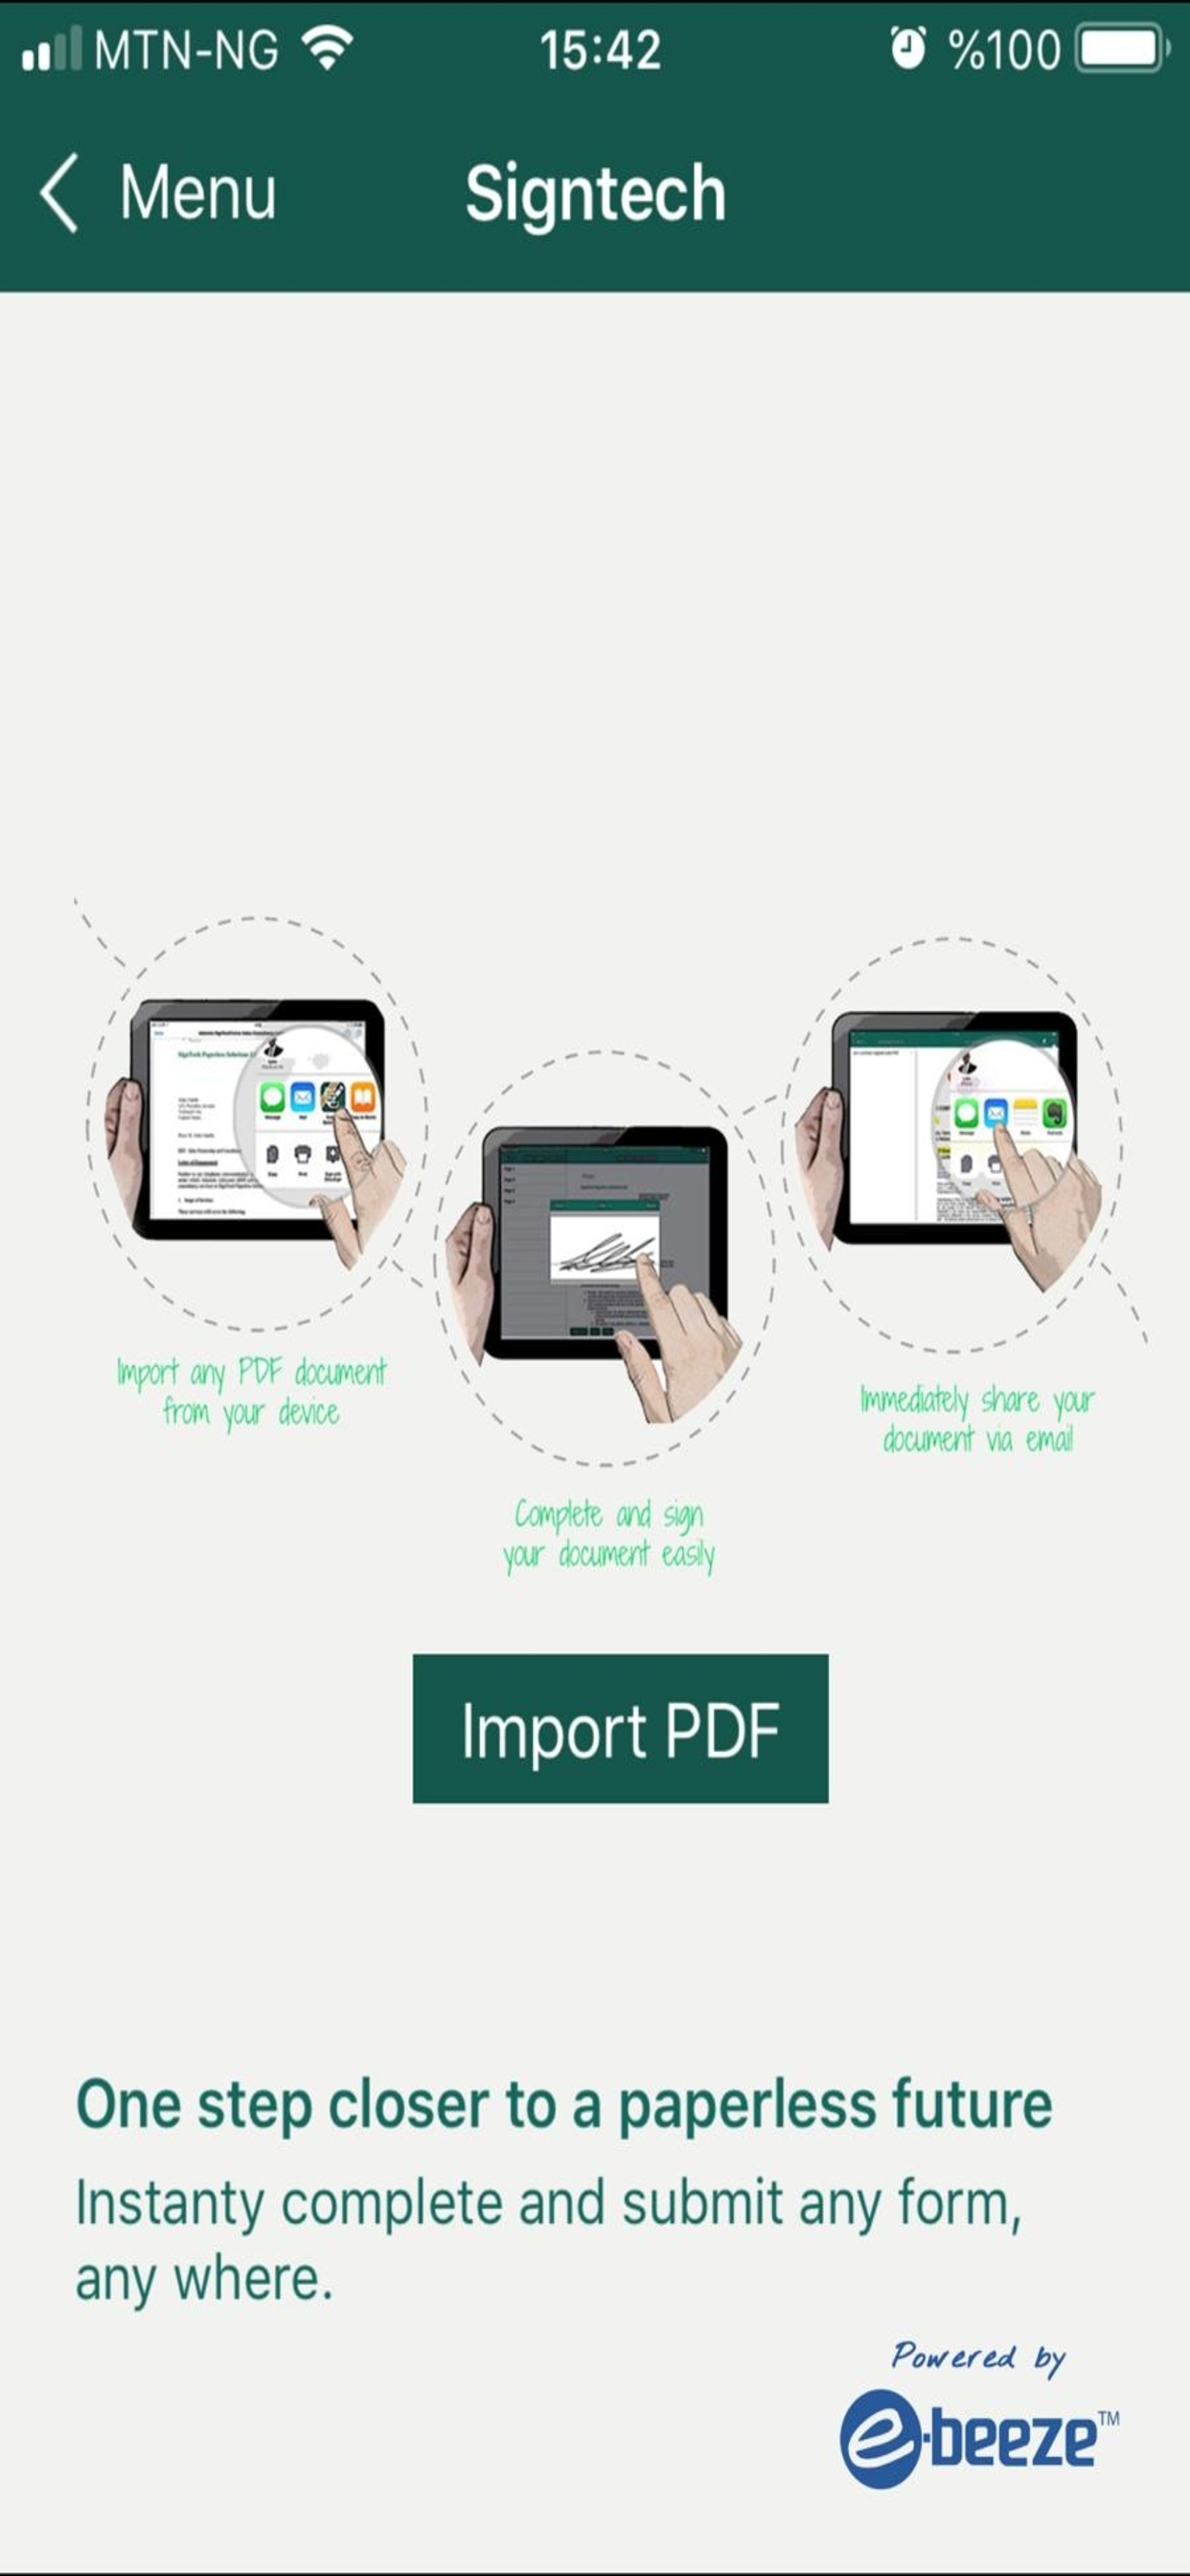 MTN-NG 15:42 %100
Menu Signtech
Import any PDF document
from your device
Immediately share your
document via email
Complete and sign
your document easily
Import PDF
One step closer to a paperless future
Instanty complete and submit any form,
any where.
Powered by
e-beeze™